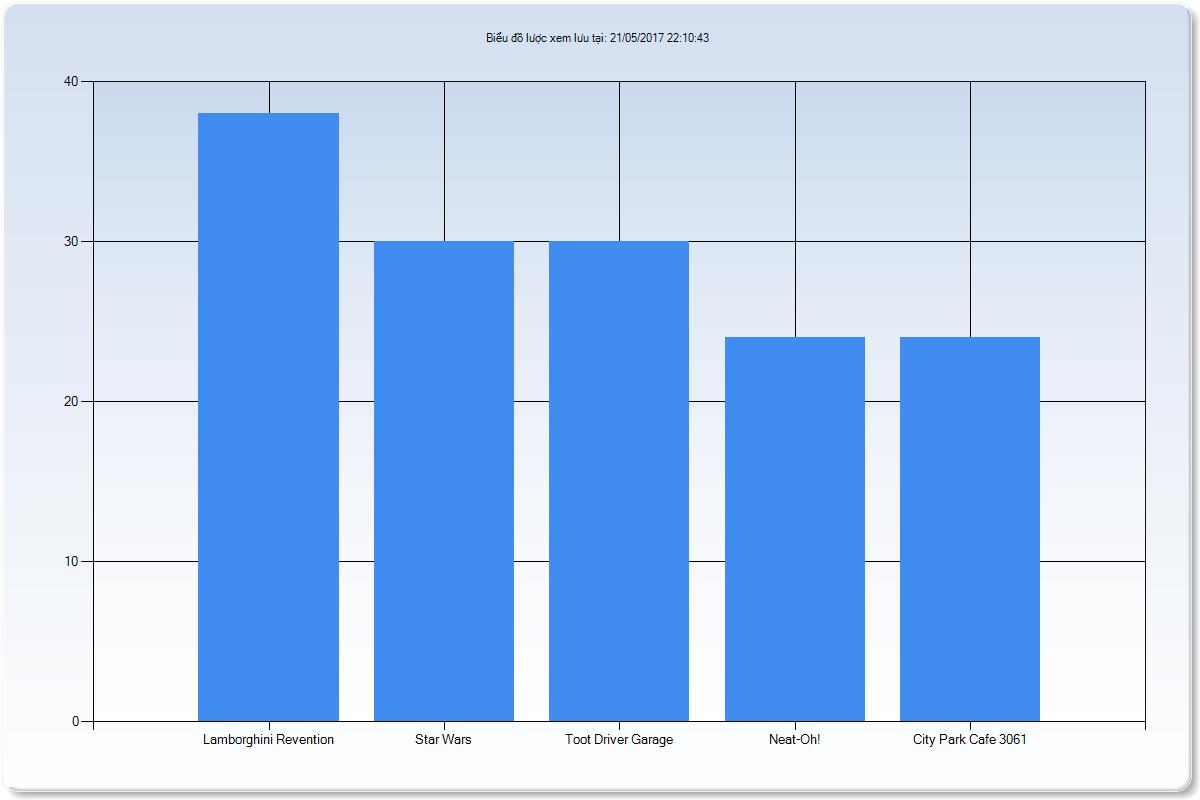 Biểu đồ lược xem lưu tại: 21/05/2017 22:10:43
40
30
20
10
0
Lamborghini Revention Star Wars Toot Driver Garage Neat-Oh! City Park Cafe 3061